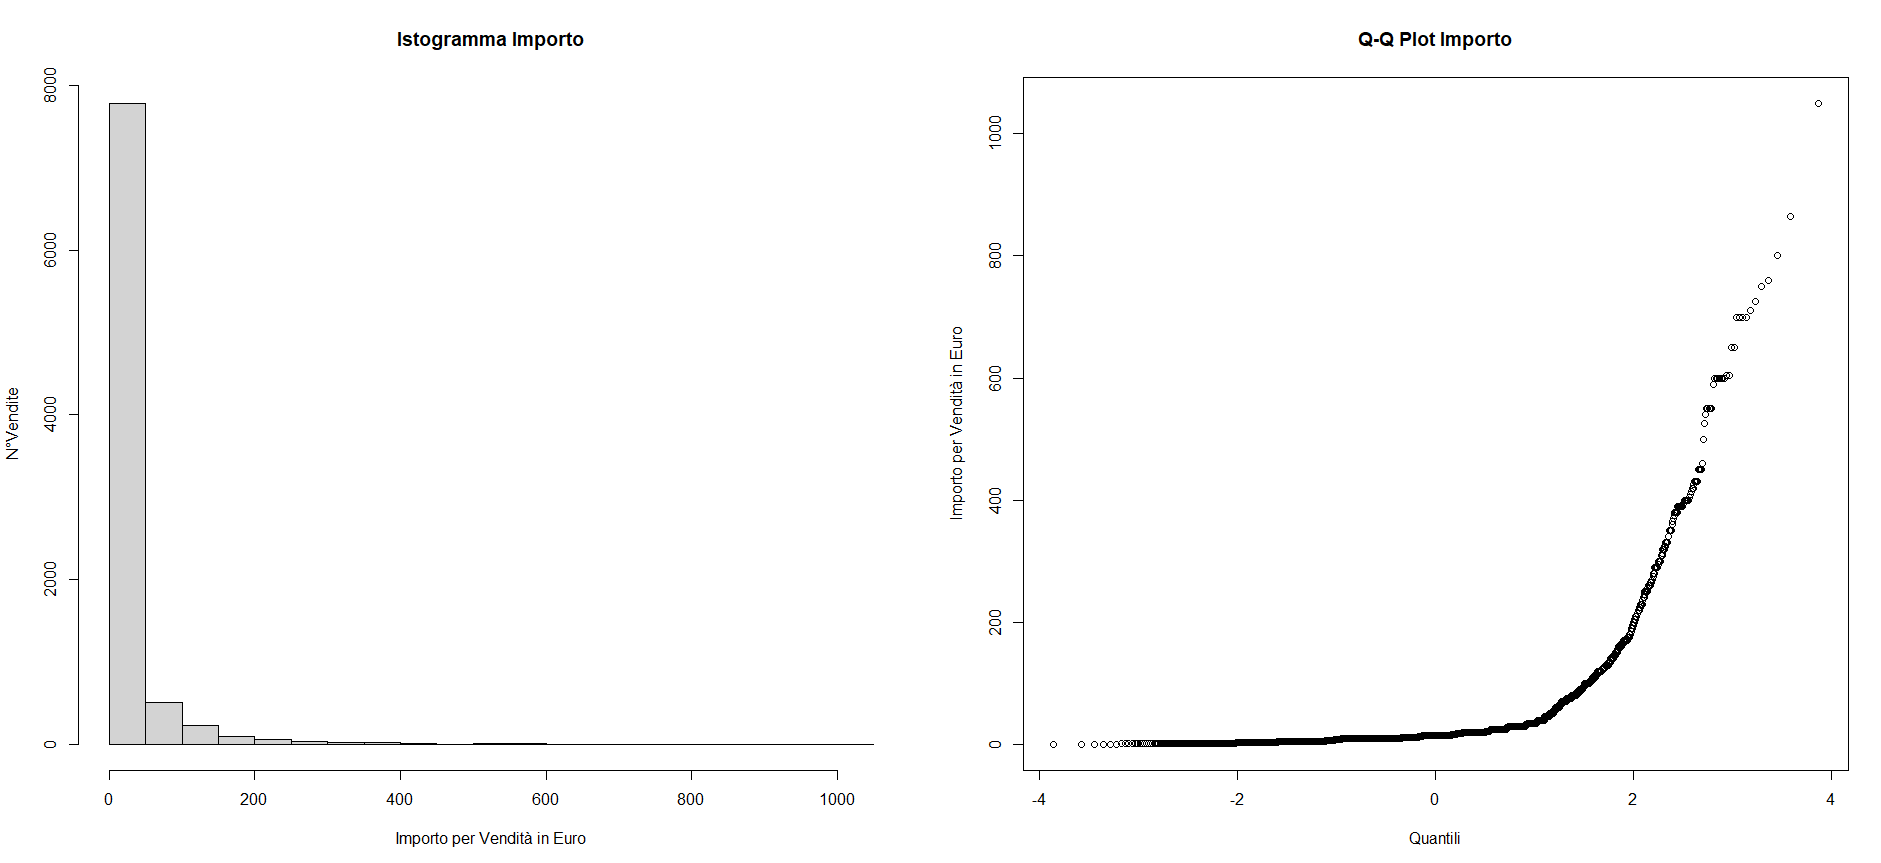 Istogramma Importo
8000
6000
4000
2000
0
N°Vendite
0 200 400 600 800 1000
Importo per Vendità in Euro
Q-Q Plot Importo
1000
800
600
400
200
0
Importo per Vendità in Euro
-4 -2 0 2 4
Quantili